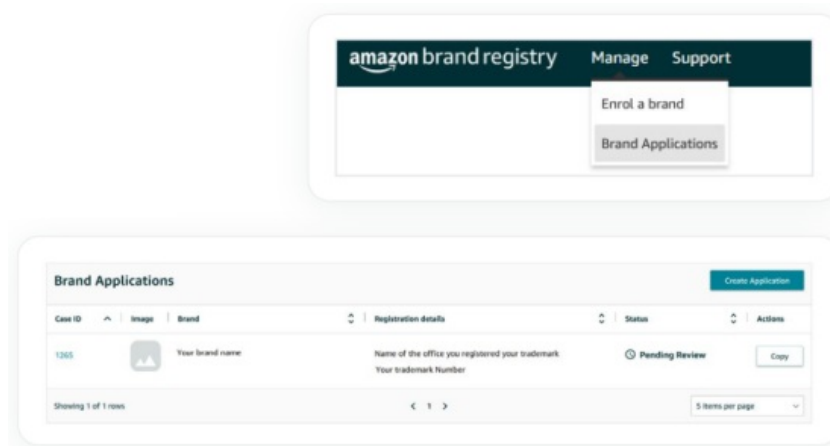 amazon brand registry Manage Support
Enrol a brand
Brand Applications
Brand Applications
Create Application
Case ID Image Brand Registration details Status Actions
1265 Your brand name Name of the office you registered your trademark Pending Review Copy
Your trademark Number
Showing 1 of 1 rows 1 5 items per page